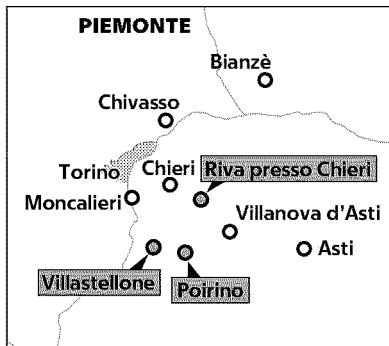 PIEMONTE
Bianzè
Chivasso
Torino
Chieri
Riva presso Chieri
Moncalieri
Villanova d'Asti
Asti
Villastellone
Poirino